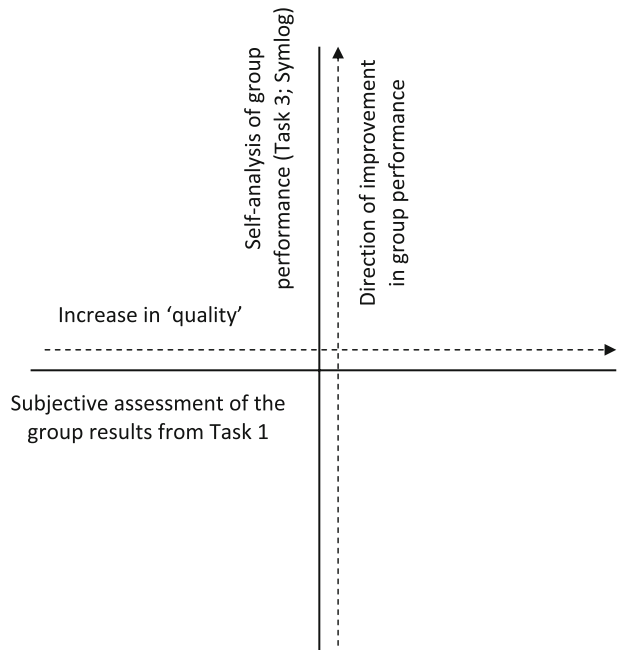 Self-analysis of group
performance (Task 3; Symlog)
Direction of improvement
in group performance
Increase in ‘quality’
Subjective assessment of the
group results from Task 1